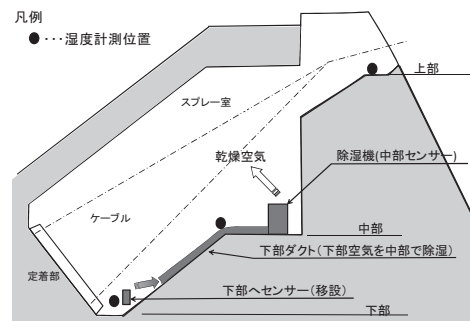 凡例
●・・・湿度計測位置
上部
スプレー室
乾燥空気
除湿機(中部センサー)
ケーブル
中部
下部ダクト(下部空気を中部で除湿)
定着部
下部へセンサー(移設)
下部